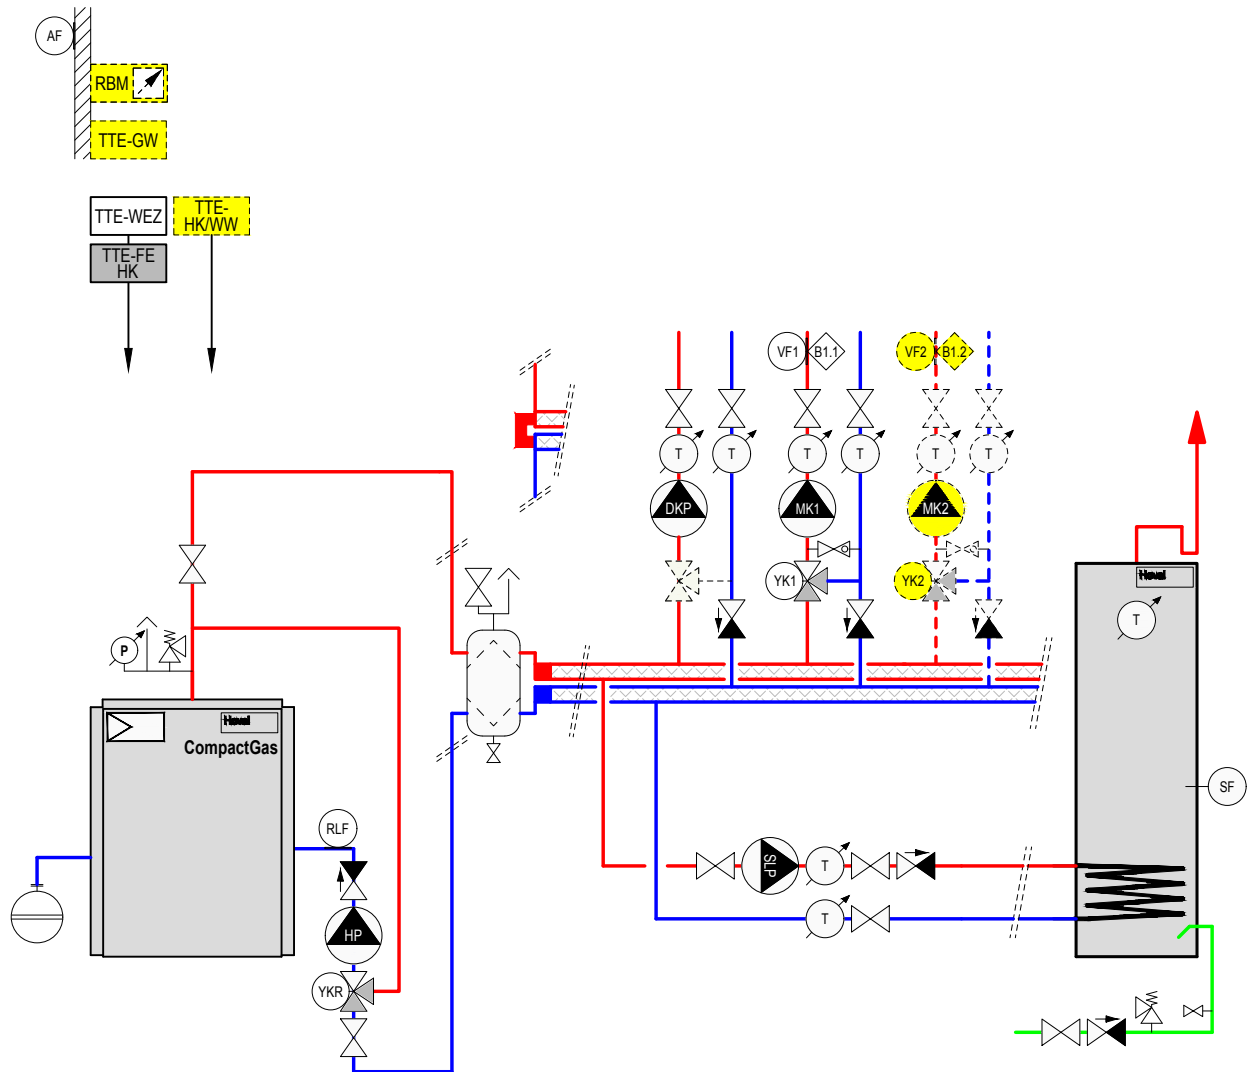 AF
RBM
TTE-GW
TTE-WEZ
TTE-
HK/WW
TTE-FE
HK
VF1
B1.1
VF2
B1.2
T
T
T
T
T
T
DKP
MK1
MK2
YK1
YK2
Hoval
T
P
Hoval
CompactGas
SF
RLF
SLP
T
HP
T
YKR